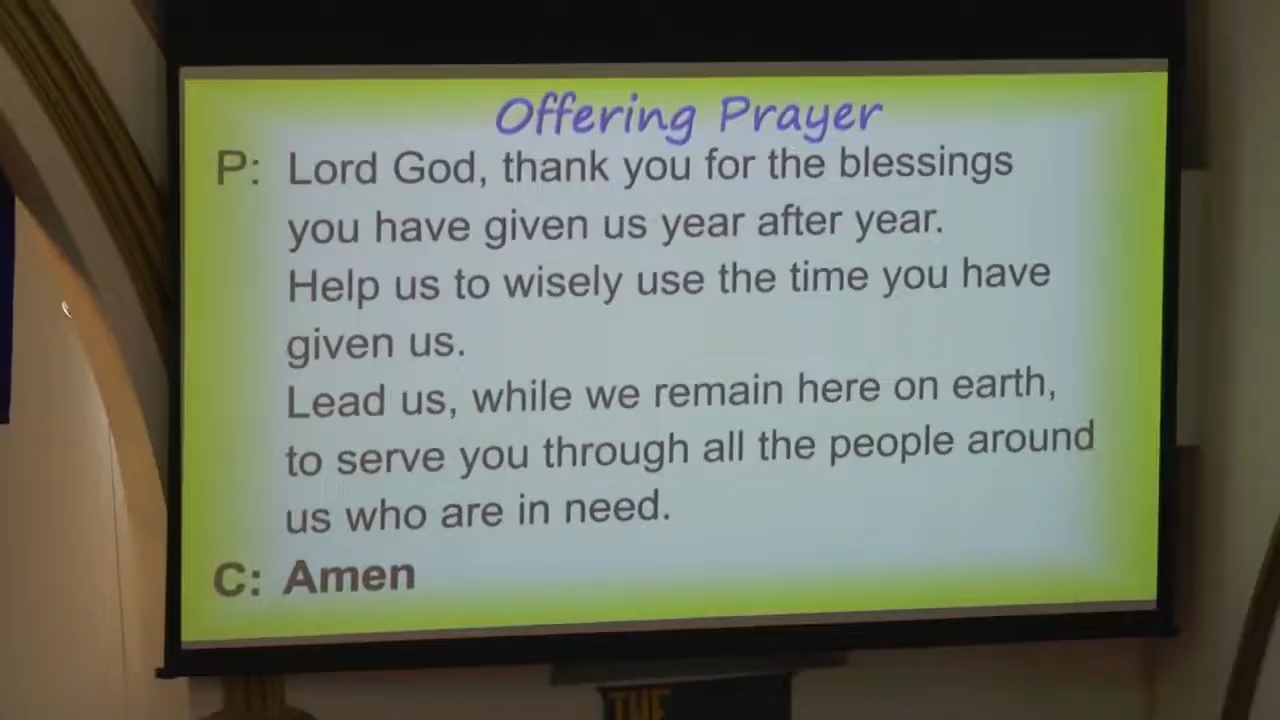 Offering Prayer
P: Lord God, thank you for the blessings
you have given us year after year.
Help us to wisely use the time you have
given us.
Lead us, while we remain here on earth,
to serve you through all the people around
us who are in need.
C: Amen
THE